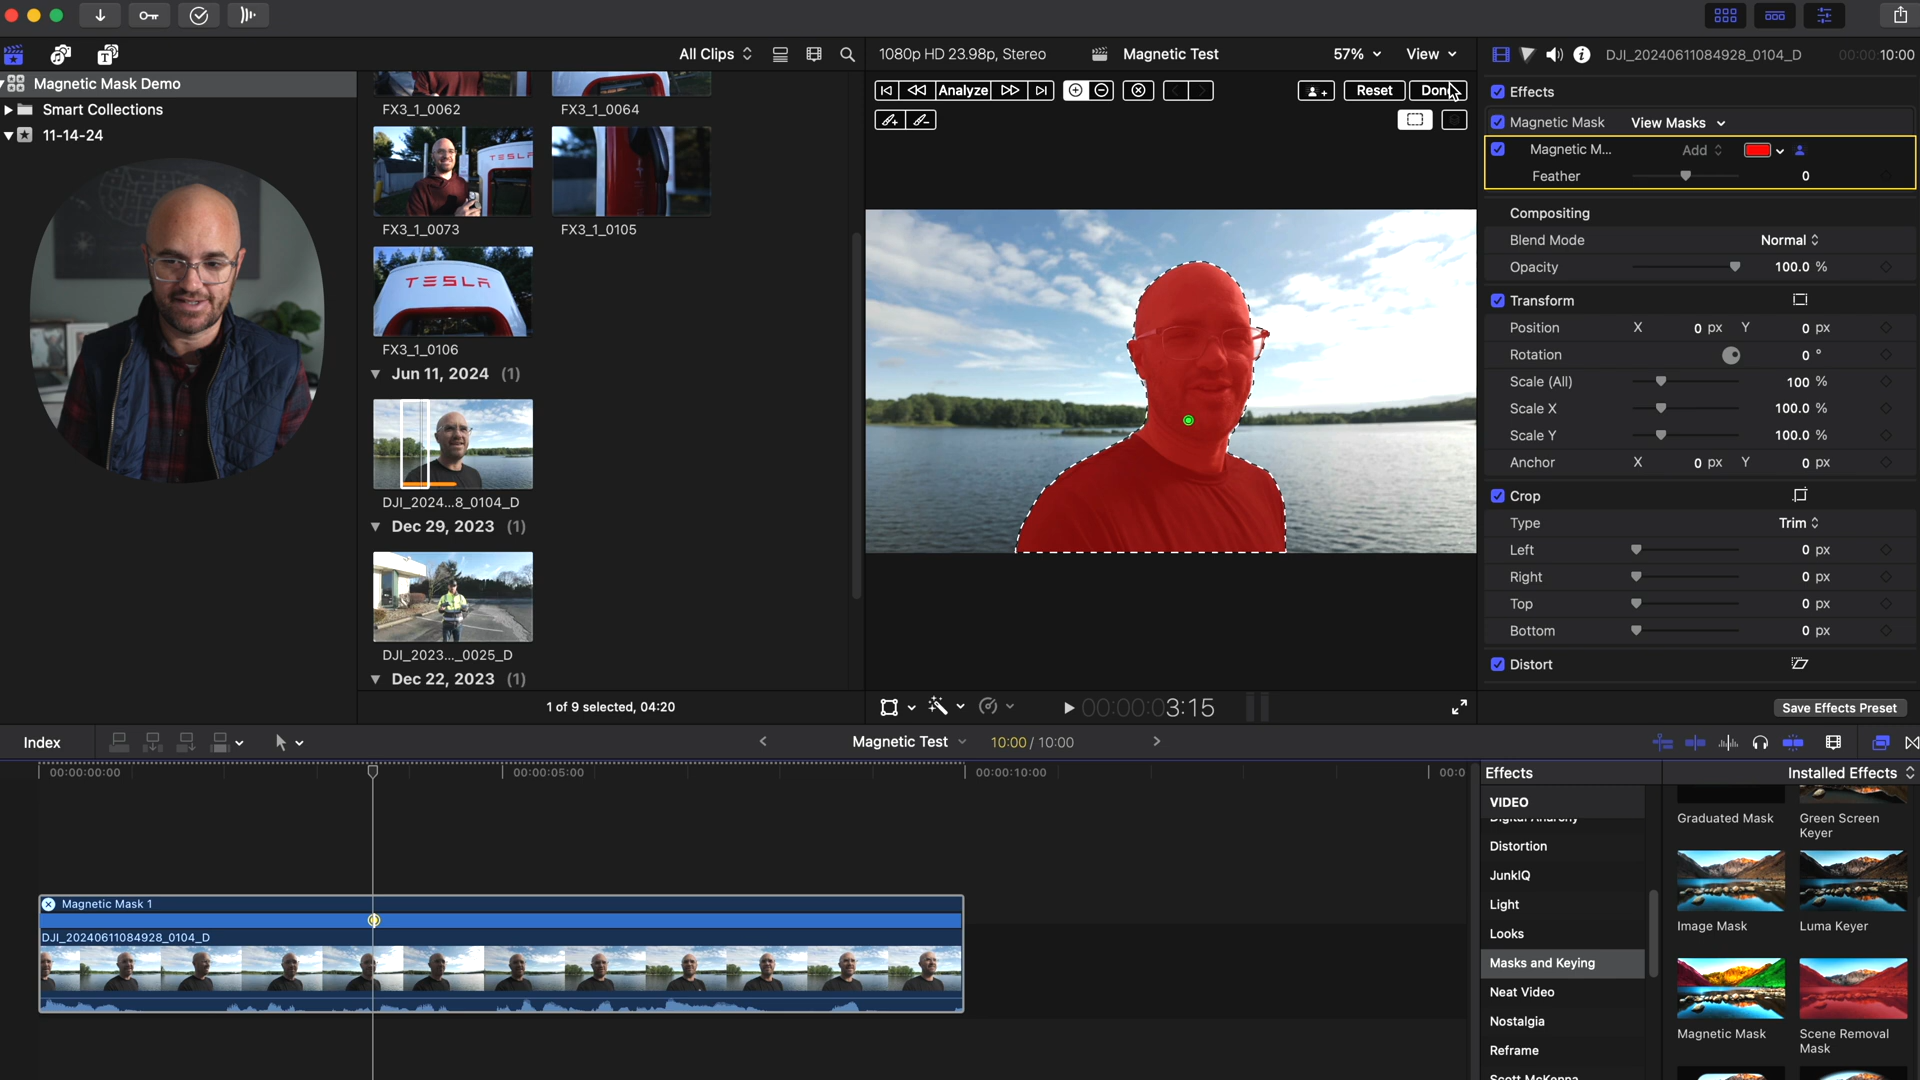 All Clips
1080p HD 23.98p, Stereo
Magnetic Test
57%
View
DJI_20240611084928_0104_D
00:00:10:00
Magnetic Mask Demo
Smart Collections
11-14-24
FX3_1_0062
FX3_1_0064
TESLA
FX3_1_0073
FX3_1_0105
TESLA
FX3_1_0106
Jun 11, 2024 (1)
DJI_2024...8_0104_D
Dec 29, 2023 (1)
DJI_2023..._0025_D
Dec 22, 2023 (1)
1 of 9 selected, 04:20
Analyze
Reset
00:00:03:15
Effects
Magnetic Mask
View Masks
Magnetic M...
Add
Feather
0
Compositing
Blend Mode
Normal
Opacity
100.0 %
Transform
Position
X
0 px
Y
0 px
Rotation
0 °
Scale (All)
100 %
Scale X
100.0 %
Scale Y
100.0 %
Anchor
X
0 px
Y
0 px
Crop
Type
Trim
Left
0 px
Right
0 px
Top
0 px
Bottom
0 px
Distort
Save Effects Preset
Index
Magnetic Test
10:00 / 10:00
00:00:00:00
00:00:05:00
00:00:10:00
00:0
Magnetic Mask 1
DJI_20240611084928_0104_D
Effects
Installed Effects
VIDEO
Distortion
JunkIQ
Light
Looks
Masks and Keying
Neat Video
Nostalgia
Reframe
Graduated Mask
Green Screen
Keyer
Image Mask
Luma Keyer
Magnetic Mask
Scene Removal
Mask